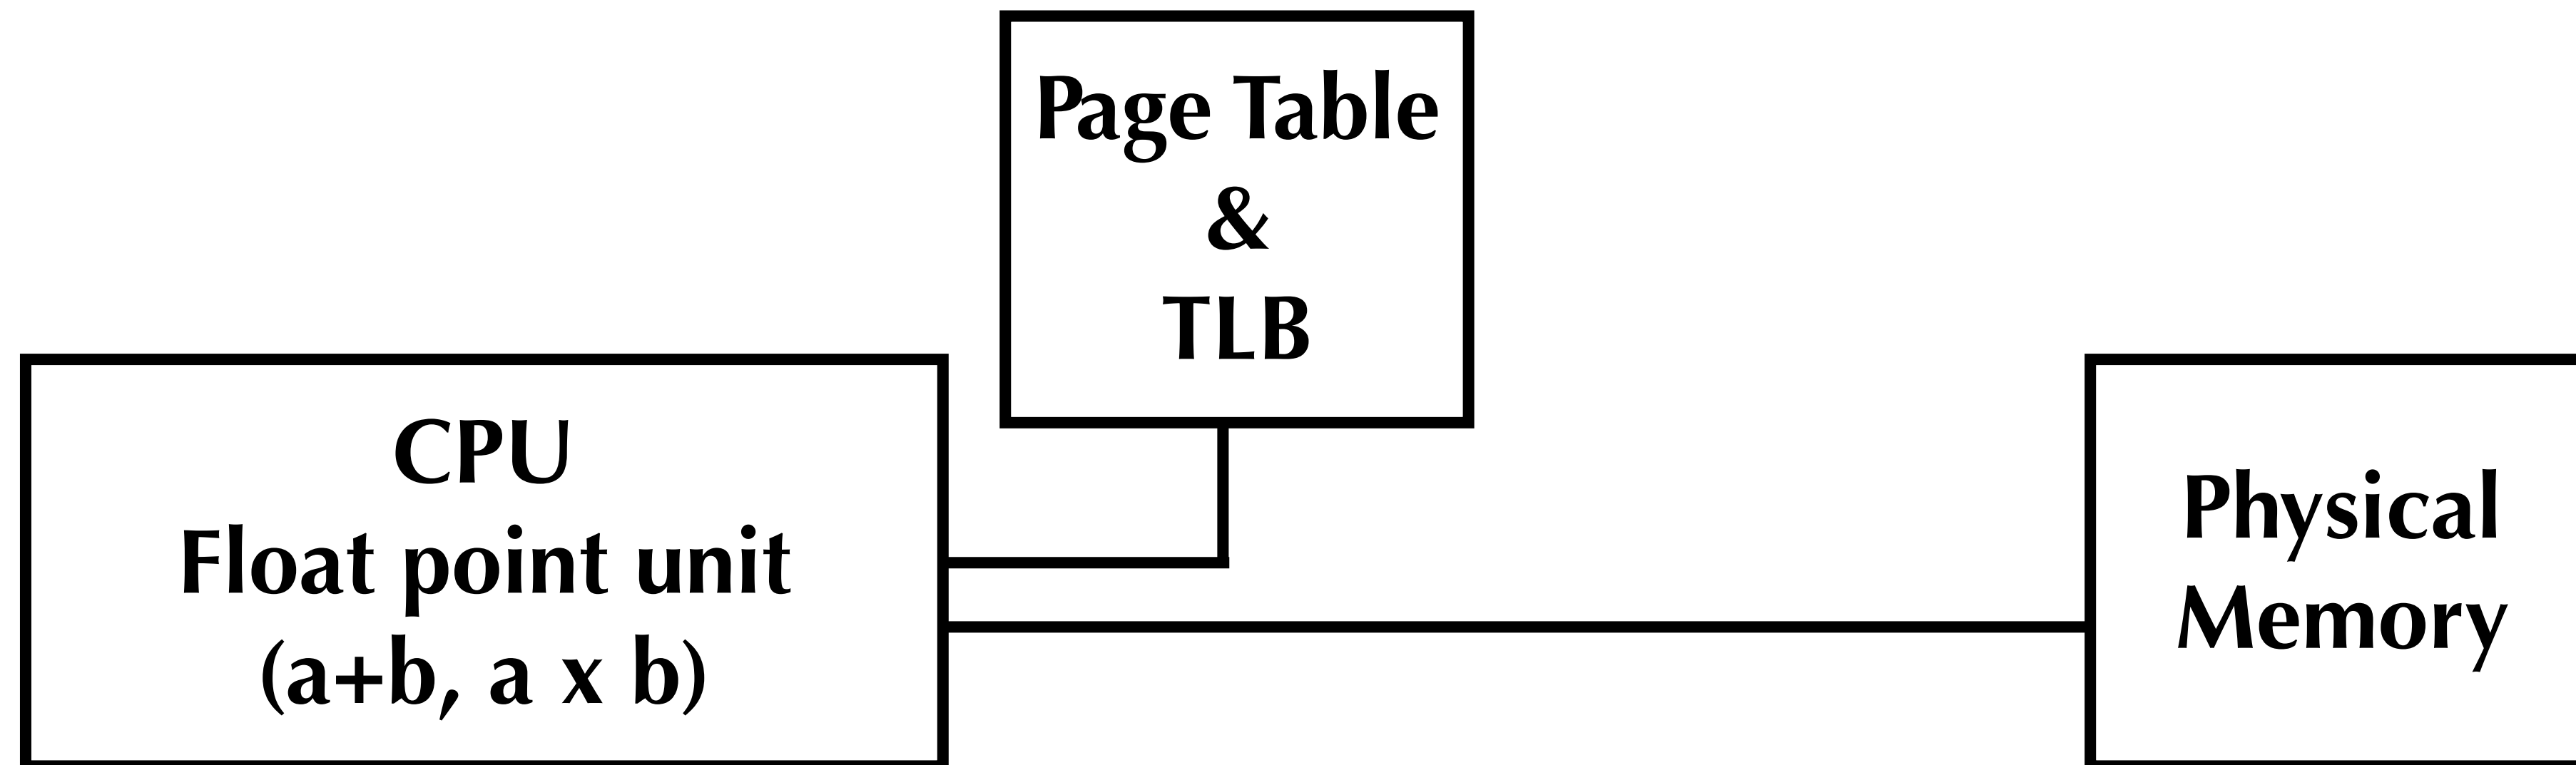 Page Table
&
TLB
CPU
Float point unit
(a+b, a x b)
Physical
Memory